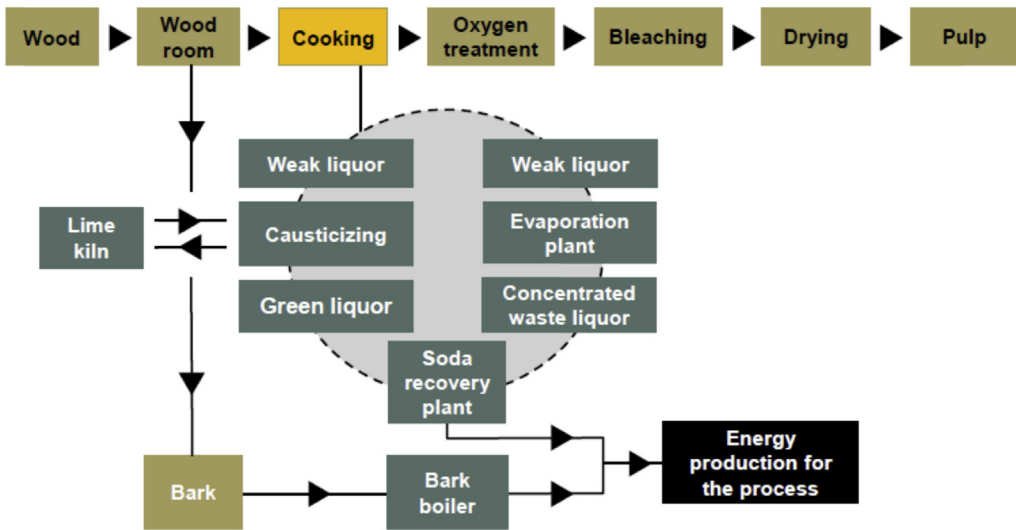 Wood
Wood
room
Cooking
Oxygen
treatment
Bleaching
Drying
Pulp
Weak liquor
Weak liquor
Lime
kiln
Causticizing
Evaporation
plant
Green liquor
Concentrated
waste liquor
Soda
recovery
plant
Energy
production for
the process
Bark
Bark
boiler